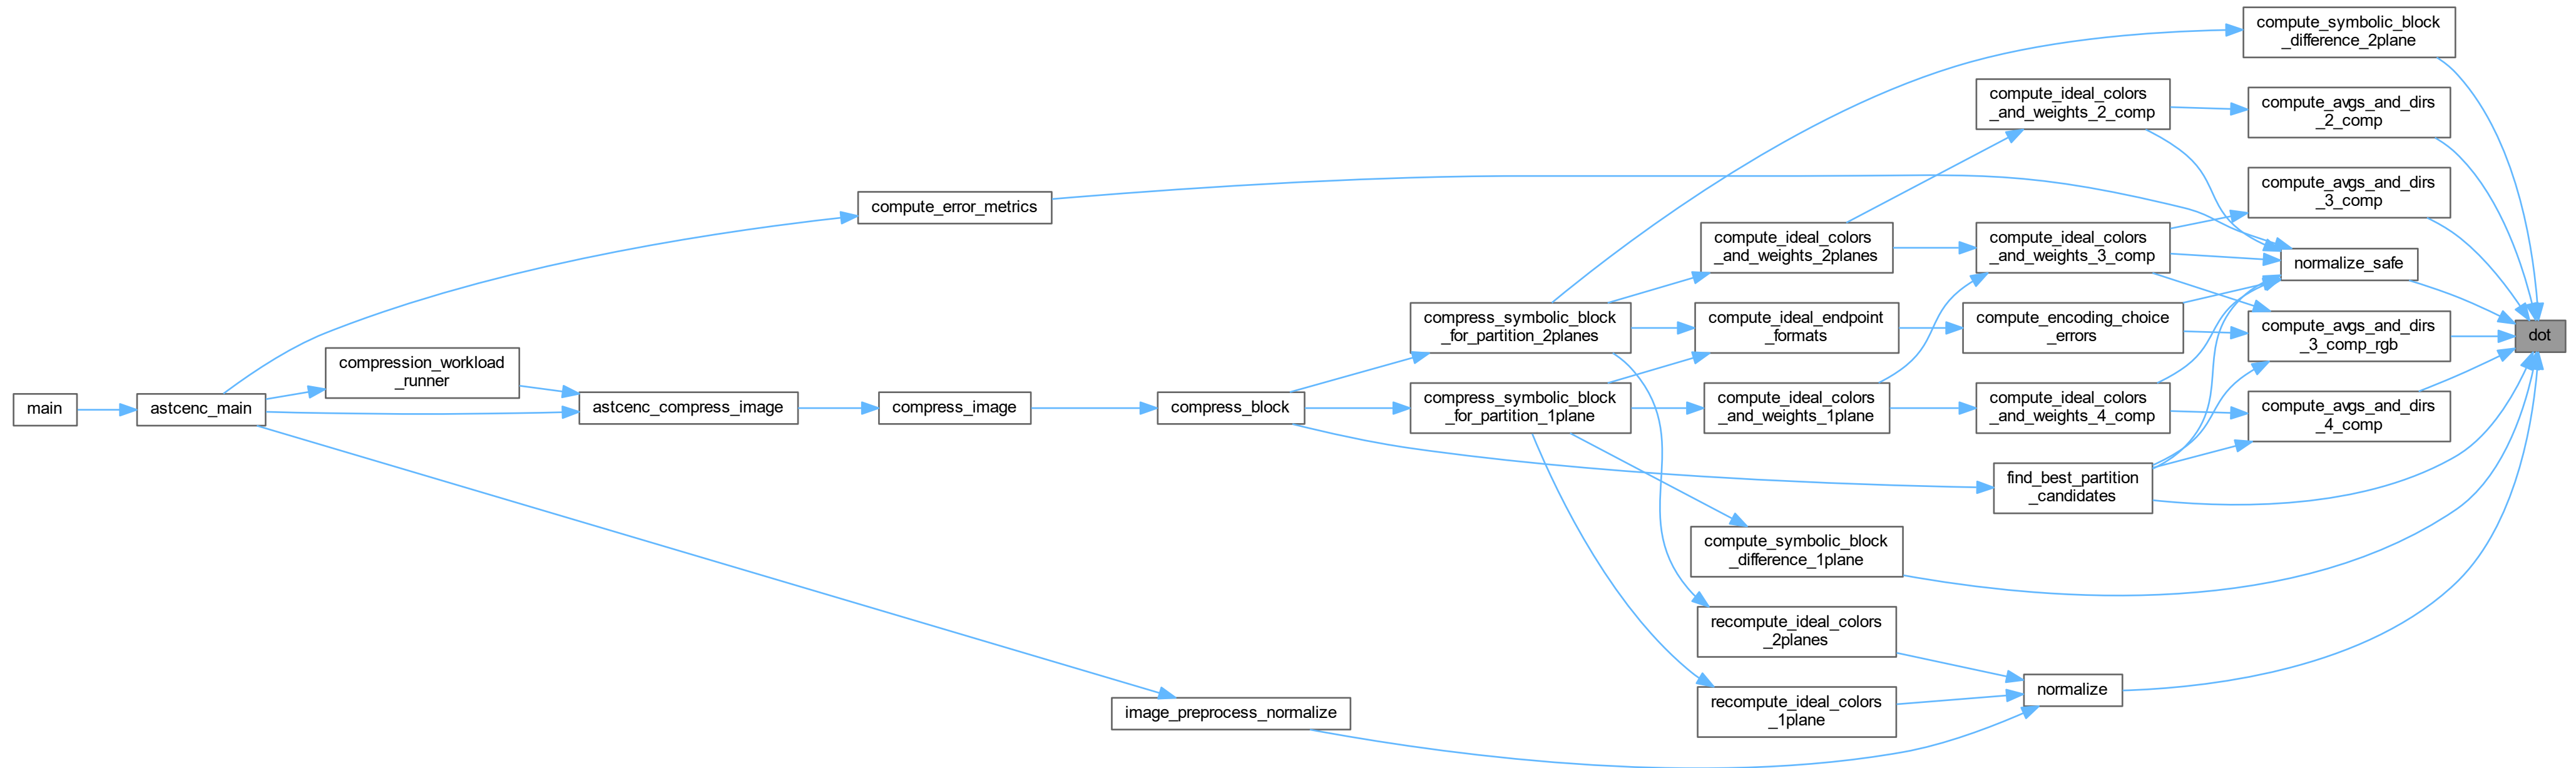 main
astcenc_main
compute_error_metrics
compression_workload
_runner
astcenc_compress_image
compress_image
image_preprocess_normalize
compress_block
compress_symbolic_block
_for_partition_2planes
compress_symbolic_block
_for_partition_1plane
compute_ideal_colors
_and_weights_2planes
compute_ideal_endpoint
_formats
compute_ideal_colors
_and_weights_1plane
compute_symbolic_block
_difference_1plane
recompute_ideal_colors
_2planes
recompute_ideal_colors
_1plane
compute_ideal_colors
_and_weights_2_comp
compute_ideal_colors
_and_weights_3_comp
compute_encoding_choice
_errors
compute_ideal_colors
_and_weights_4_comp
find_best_partition
_candidates
normalize
compute_symbolic_block
_difference_2plane
compute_avgs_and_dirs
_2_comp
compute_avgs_and_dirs
_3_comp
normalize_safe
compute_avgs_and_dirs
_3_comp_rgb
compute_avgs_and_dirs
_4_comp
dot